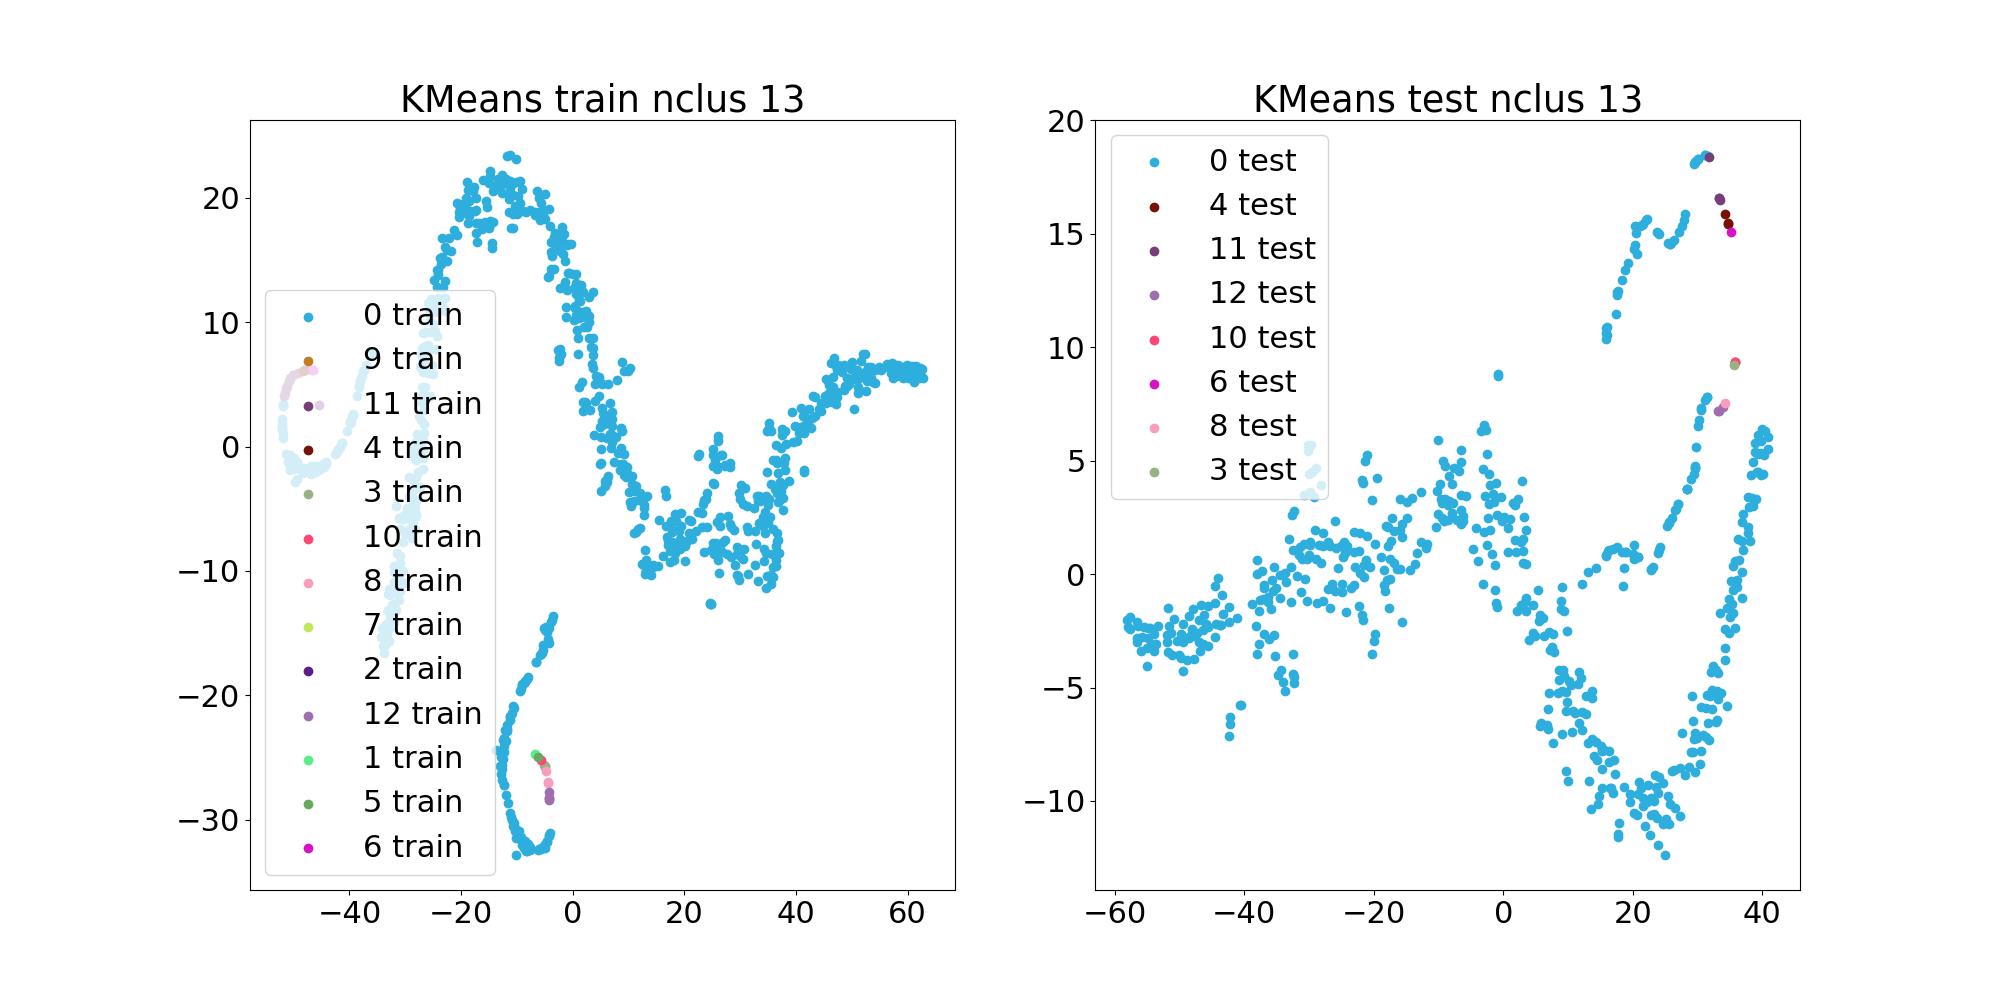 KMeans train nclus 13
20
10
0
−10
−20
−30
0 train
9 train
11 train
4 train
3 train
10 train
8 train
7 train
2 train
12 train
1 train
5 train
6 train
−40 −20 0 20 40 60
KMeans test nclus 13
20
15
10
5
0
−5
−10
0 test
4 test
11 test
12 test
10 test
6 test
8 test
3 test
−60 −40 −20 0 20 40